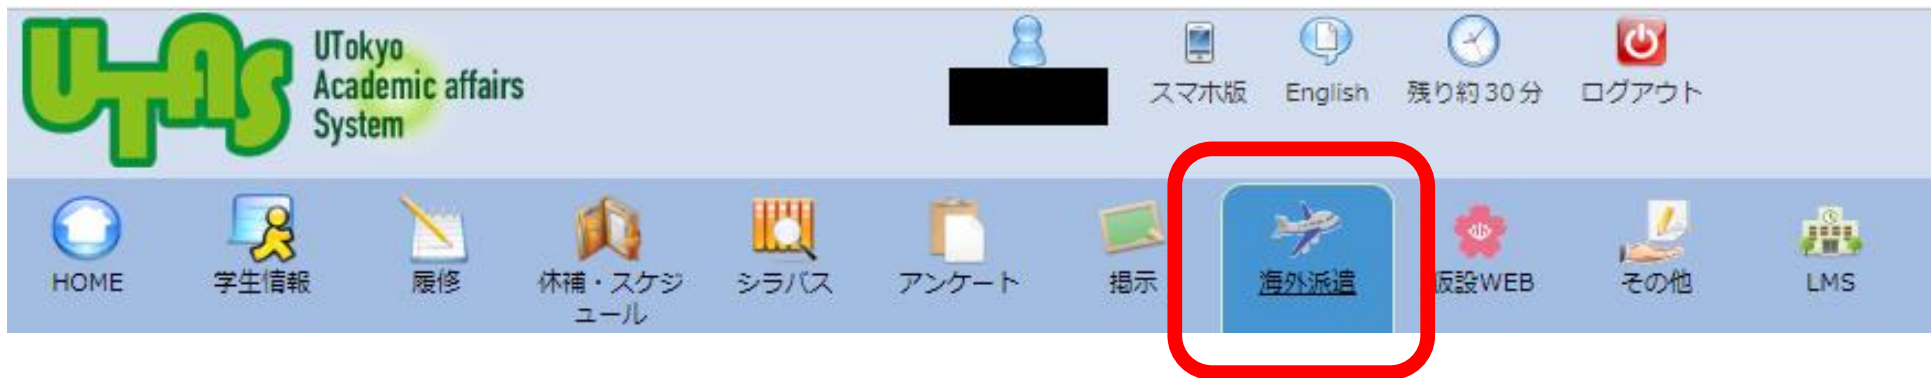 UTAS
UTokyo
Academic affairs
System
スマホ版
English
残り約30分
ログアウト
HOME
学生情報
履修
休補・スケジ
ュール
シラバス
アンケート
掲示
海外派遣
仮設WEB
その他
LMS